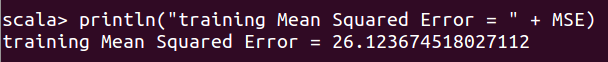 scala> println("training Mean Squared Error = " + MSE)
training Mean Squared Error = 26.123674518027112